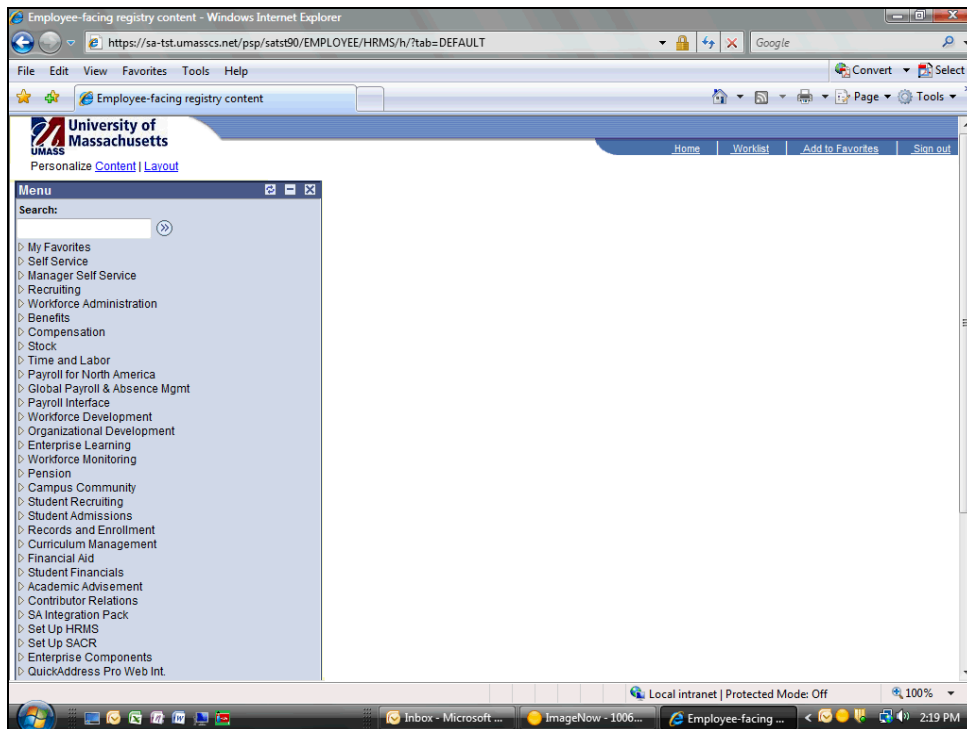 Employee-facing registry content - Windows Internet Explorer
https://sa-tst.umasscs.net/psp/satst90/EMPLOYEE/HRMS/h/?tab=DEFAULT
Google
File Edit View Favorites Tools Help
Convert Select
Employee-facing registry content
Page Tools
University of
Massachusetts
UMASS
Home Worklist Add to Favorites Sign out
Personalize Content | Layout
Menu
Search:
My Favorites
Self Service
Manager Self Service
Recruiting
Workforce Administration
Benefits
Compensation
Stock
Time and Labor
Payroll for North America
Global Payroll & Absence Mgmt
Payroll Interface
Workforce Development
Organizational Development
Enterprise Learning
Workforce Monitoring
Pension
Campus Community
Student Recruiting
Student Admissions
Records and Enrollment
Curriculum Management
Financial Aid
Student Financials
Academic Advisement
Contributor Relations
SA Integration Pack
Set Up HRMS
Set Up SACR
Enterprise Components
QuickAddress Pro Web Int.
Local intranet | Protected Mode: Off 100%
Inbox - Microsoft ... ImageNow - 1006... Employee-facing ... 2:19 PM